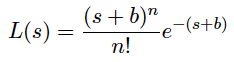 L(s) = \frac{(s + b)^n}{n!} e^{-(s+b)}